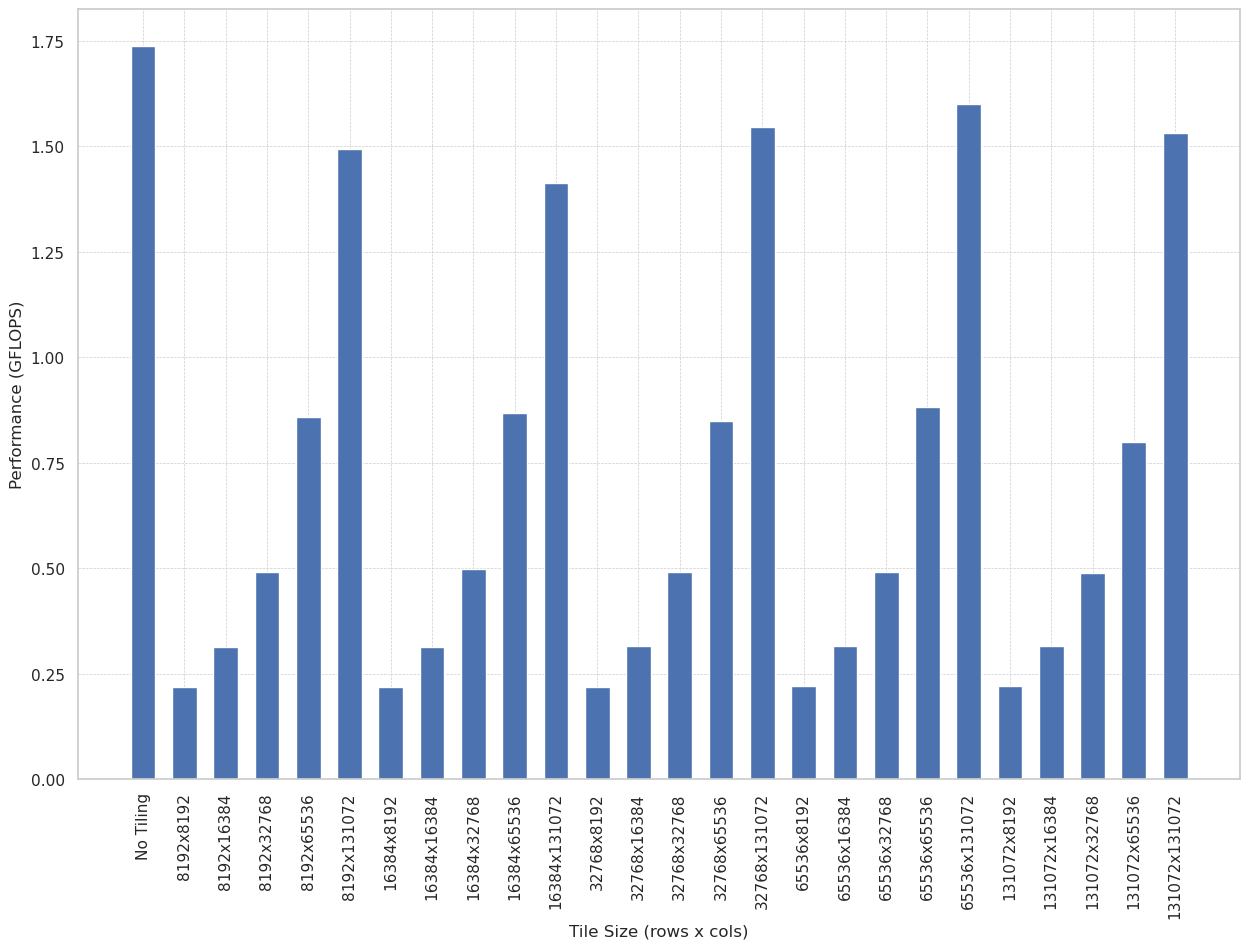 1.75
1.50
1.25
1.00
0.75
0.50
0.25
0.00
Performance (GFLOPS)
No Tiling
8192x8192
8192x16384
8192x32768
8192x65536
8192x131072
16384x8192
16384x16384
16384x32768
16384x65536
16384x131072
32768x8192
32768x16384
32768x32768
32768x65536
32768x131072
65536x8192
65536x16384
65536x32768
65536x65536
65536x131072
131072x8192
131072x16384
131072x32768
131072x65536
131072x131072
Tile Size (rows x cols)